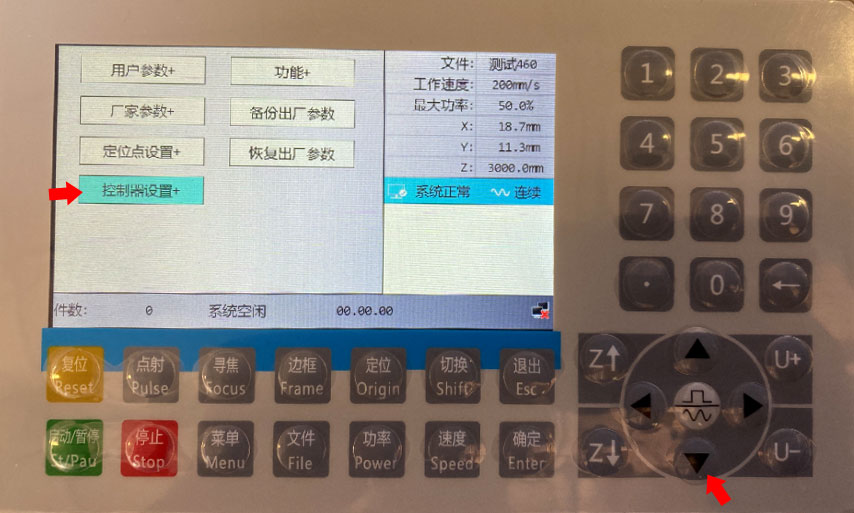 用户参数+
功能+
厂家参数+
备份出厂参数
定位点设置+
恢复出厂参数
控制器设置+
文件: 测试460
工作速度: 200mm/s
最大功率: 50.0%
X: 18.7mm
Y: 11.3mm
Z: 3000.0mm
系统正常 连续
件数: 0 系统空闲 00.00.00
1 2 3
4 5 6
7 8 9
. 0 ←
复位 点射 寻焦 边框 定位 切换 退出
Reset Pulse Focus Frame Origin Shift Esc
启动/暂停 停止 菜单 文件 功率 速度 确定
St/Pau Stop Menu File Power Speed Enter
Z↑ U+
Z↓ U-